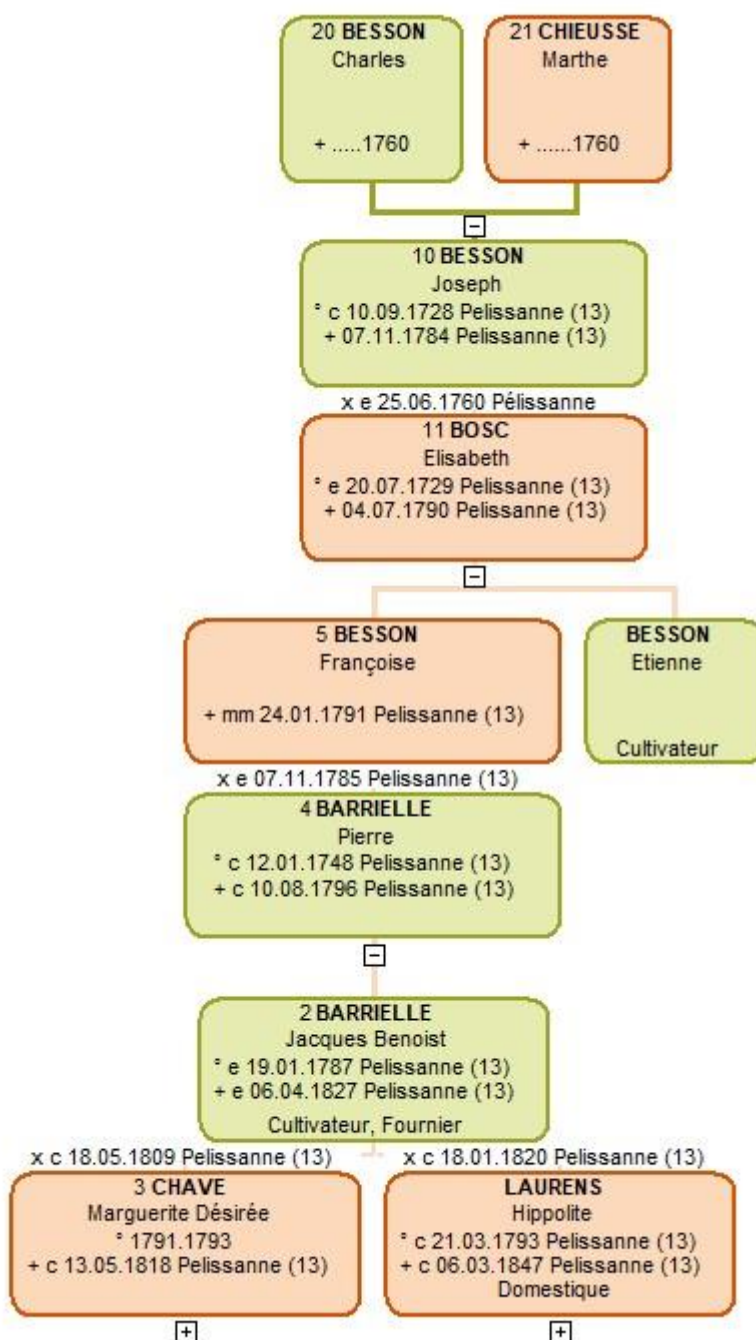 20 BESSON
Charles
+ .....1760
21 CHIEUSSE
Marthe
+ ......1760
10 BESSON
Joseph
° c 10.09.1728 Pelissanne (13)
+ 07.11.1784 Pelissanne (13)
x e 25.06.1760 Pélissanne
11 BOSC
Elisabeth
° e 20.07.1729 Pelissanne (13)
+ 04.07.1790 Pelissanne (13)
5 BESSON
Françoise
+ mm 24.01.1791 Pelissanne (13)
BESSON
Etienne
Cultivateur
x e 07.11.1785 Pelissanne (13)
4 BARRIELLE
Pierre
° c 12.01.1748 Pelissanne (13)
+ c 10.08.1796 Pelissanne (13)
2 BARRIELLE
Jacques Benoist
° e 19.01.1787 Pelissanne (13)
+ e 06.04.1827 Pelissanne (13)
Cultivateur, Fournier
x c 18.05.1809 Pelissanne (13)
3 CHAVE
Marguerite Désirée
° 1791.1793
+ c 13.05.1818 Pelissanne (13)
x c 18.01.1820 Pelissanne (13)
LAURENS
Hippolite
° c 21.03.1793 Pelissanne (13)
+ c 06.03.1847 Pelissanne (13)
Domestique